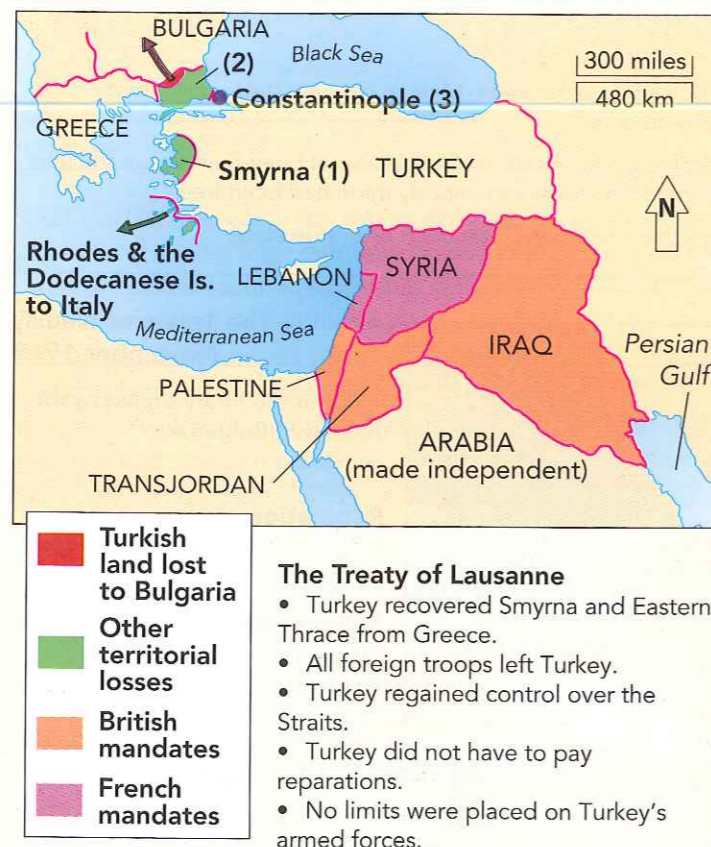 BULGARIA
(2)
Black Sea
300 miles
480 km
Constantinople (3)
GREECE
Smyrna (1)
TURKEY
N
Rhodes & the
Dodecanese Is.
to Italy
LEBANON
SYRIA
Mediterranean Sea
IRAQ
Persian
Gulf
PALESTINE
ARABIA
(made independent)
TRANSJORDAN
Turkish
land lost
to Bulgaria
Other
territorial
losses
British
mandates
French
mandates
The Treaty of Lausanne
• Turkey recovered Smyrna and Eastern
Thrace from Greece.
• All foreign troops left Turkey.
• Turkey regained control over the
Straits.
• Turkey did not have to pay
reparations.
• No limits were placed on Turkey's
armed forces.